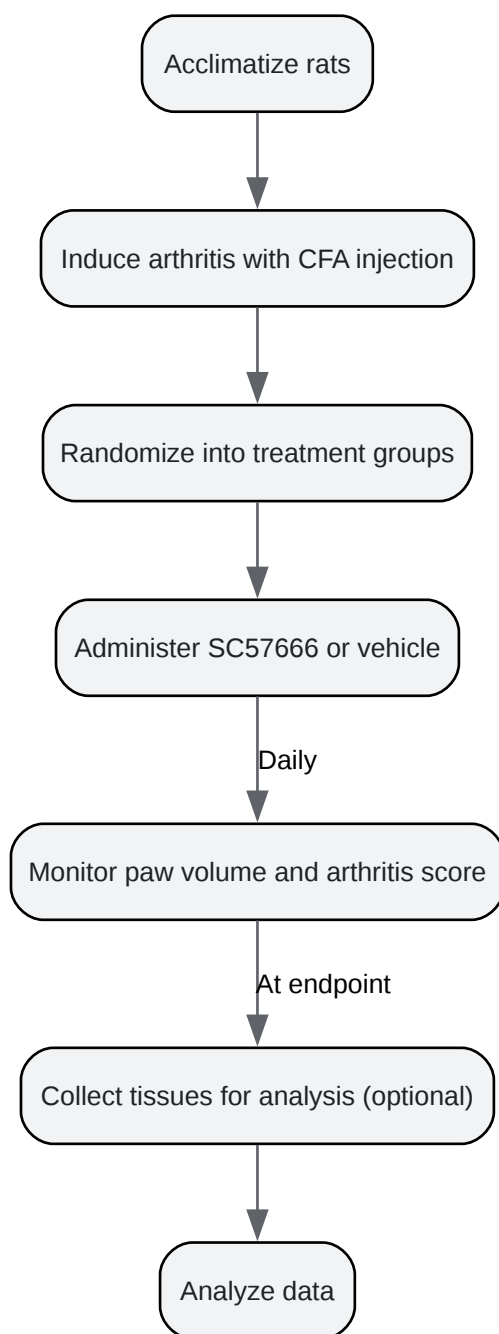 Acclimatize rats
Induce arthritis with CFA injection
Randomize into treatment groups
Administer SC57666 or vehicle
Daily
Monitor paw volume and arthritis score
At endpoint
Collect tissues for analysis (optional)
Analyze data